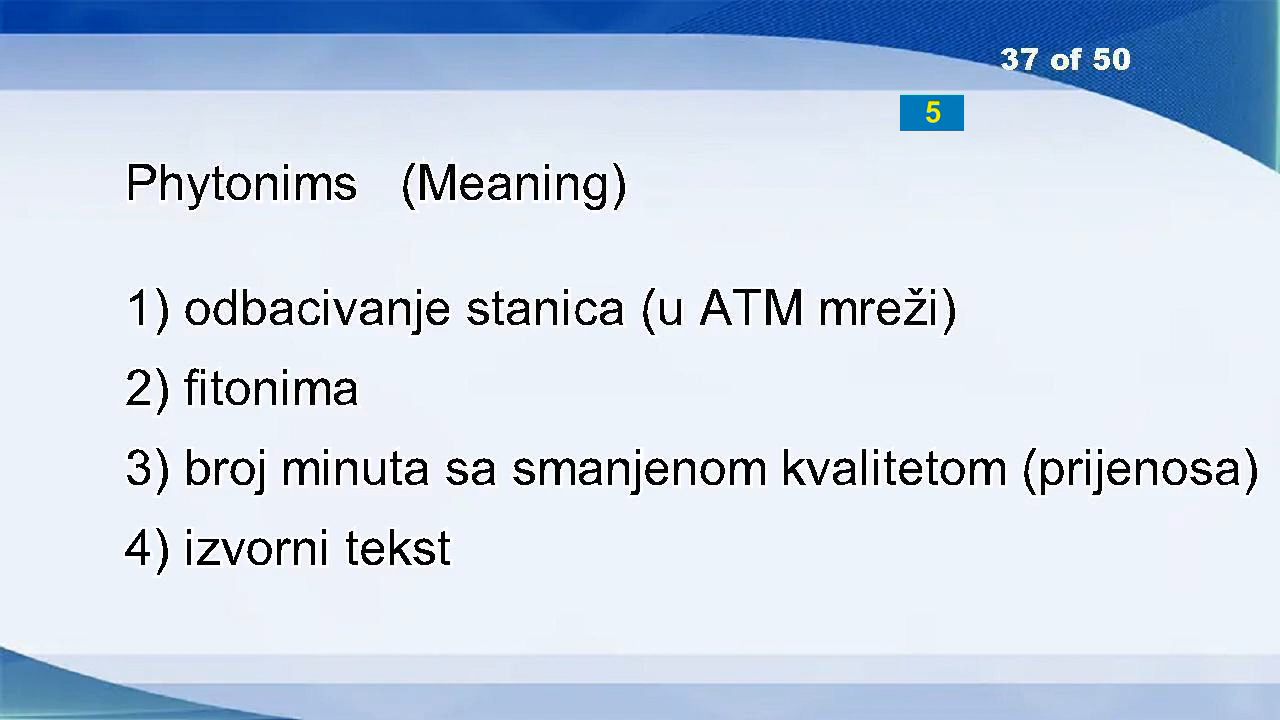 37 of 50
5
Phytonims (Meaning)
1) odbacivanje stanica (u ATM mreži)
2) fitonima
3) broj minuta sa smanjenom kvalitetom (prijenosa)
4) izvorni tekst